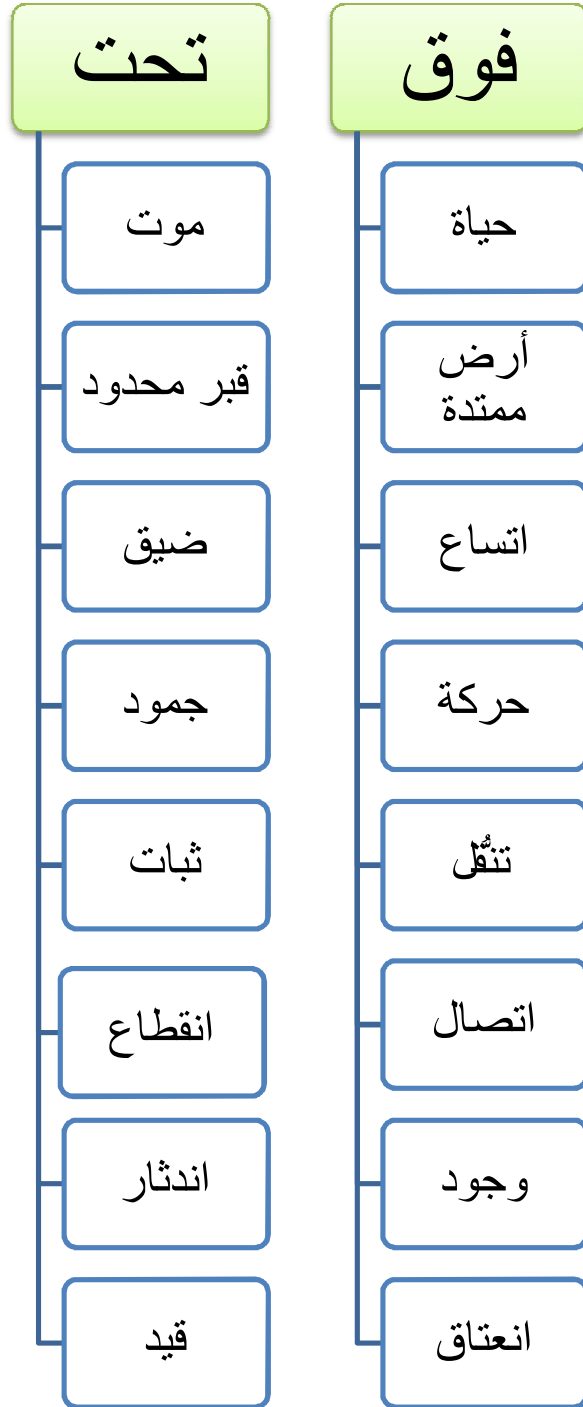 فوق
حياة
أرض
ممتدة
اتساع
حركة
تنقُّل
اتصال
وجود
انعتاق
تحت
موت
قبر محدود
ضيق
جمود
ثبات
انقطاع
اندثار
قيد